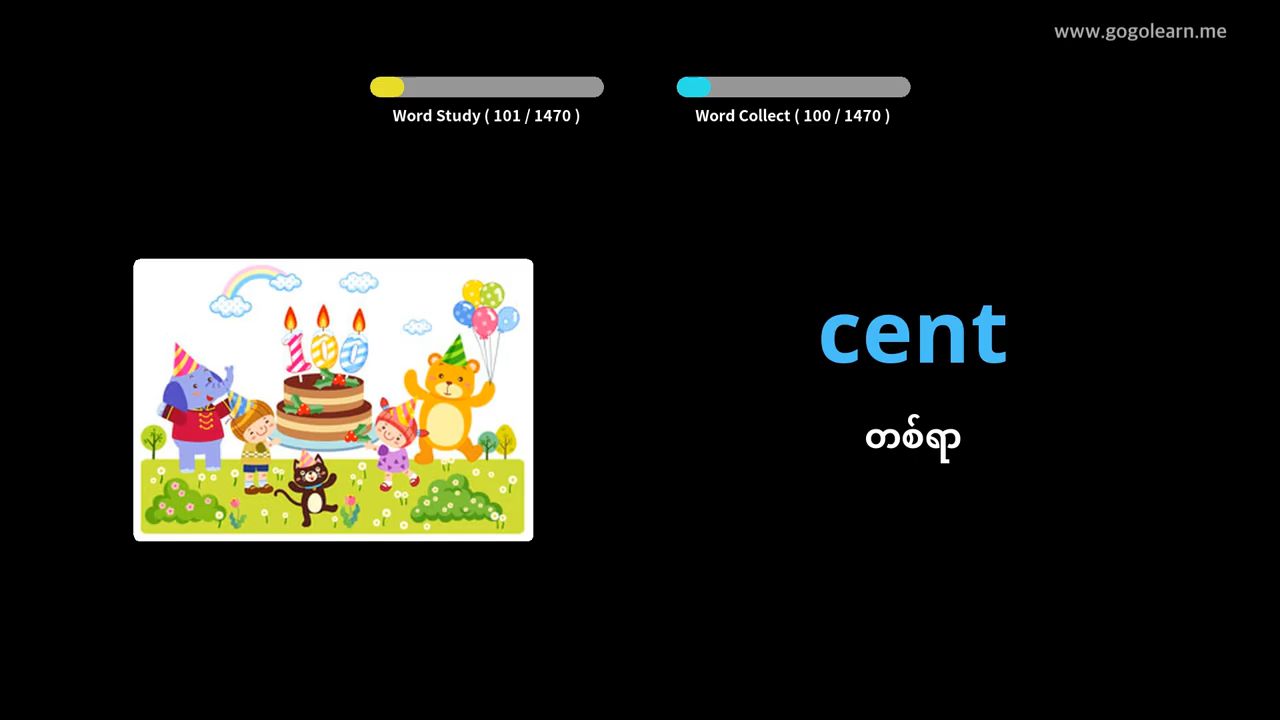 www.gogolearn.me
Word Study ( 101 / 1470 )
Word Collect ( 100 / 1470 )
100
cent
တစ်ရာ